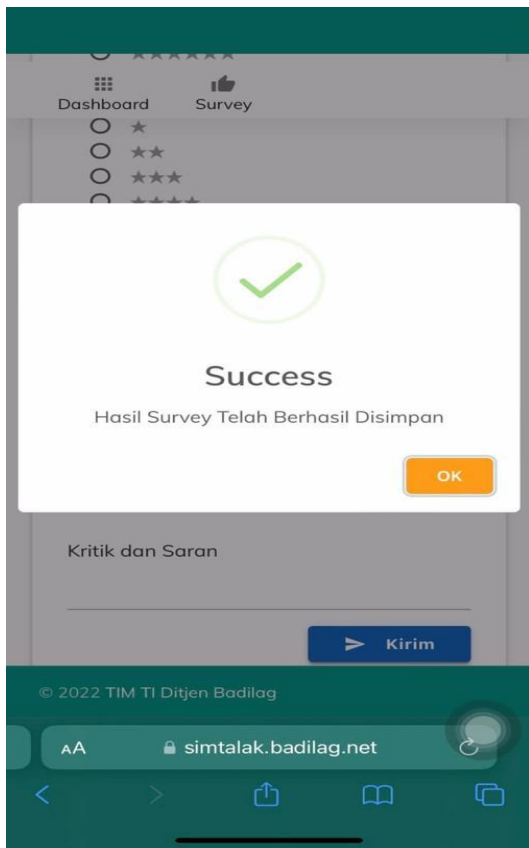 Dashboard
Survey
Success
Hasil Survey Telah Berhasil Disimpan
OK
Kritik dan Saran
Kirim
© 2022 TIM TI Ditjen Badilag
AA
simtalak.badilag.net